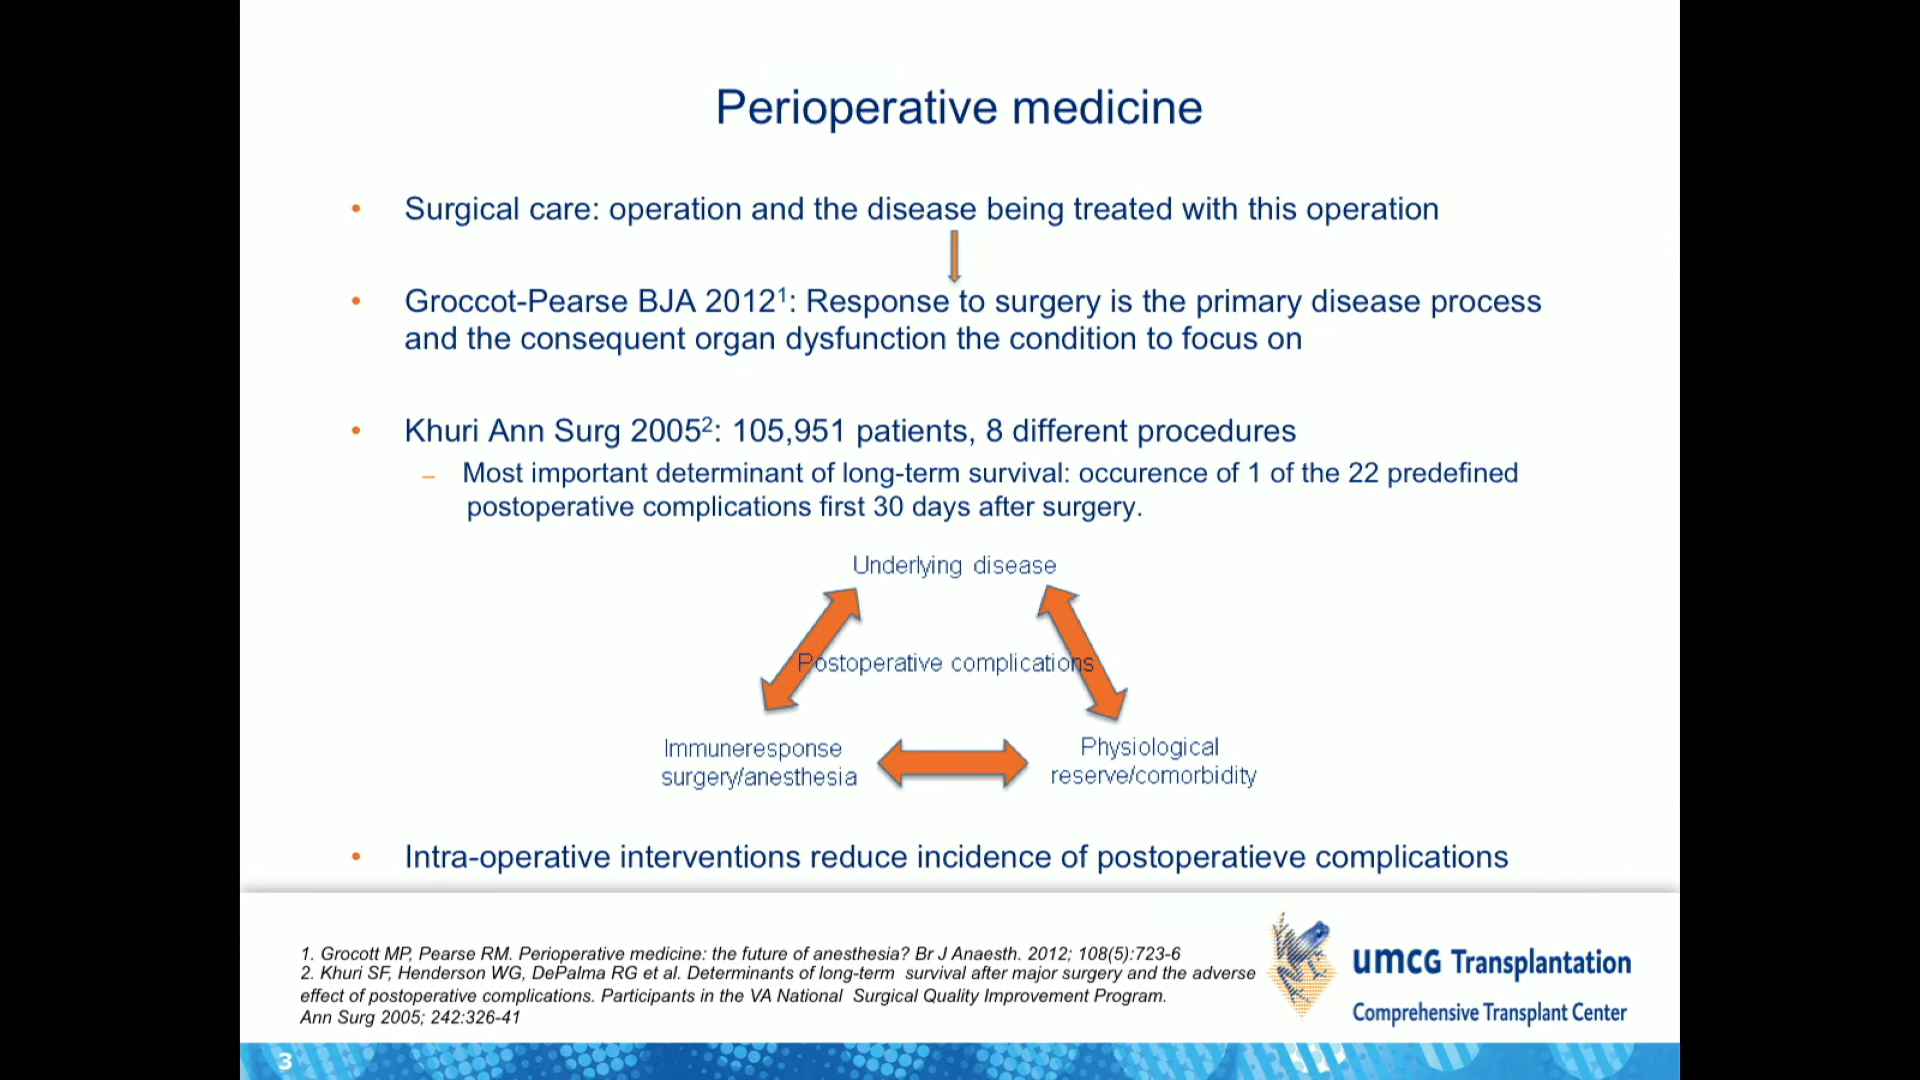 Perioperative medicine
• Surgical care: operation and the disease being treated with this operation
• Groccot-Pearse BJA 2012¹: Response to surgery is the primary disease process
and the consequent organ dysfunction the condition to focus on
• Khuri Ann Surg 2005²: 105,951 patients, 8 different procedures
– Most important determinant of long-term survival: occurence of 1 of the 22 predefined
postoperative complications first 30 days after surgery.
Underlying disease
Postoperative complications
Immuneresponse
surgery/anesthesia
Physiological
reserve/comorbidity
• Intra-operative interventions reduce incidence of postoperatieve complications
1. Grocott MP, Pearse RM. Perioperative medicine: the future of anesthesia? Br J Anaesth. 2012; 108(5):723-6
2. Khuri SF, Henderson WG, DePalma RG et al. Determinants of long-term survival after major surgery and the adverse
effect of postoperative complications. Participants in the VA National Surgical Quality Improvement Program.
Ann Surg 2005; 242:326-41
umcG Transplantation
Comprehensive Transplant Center
3